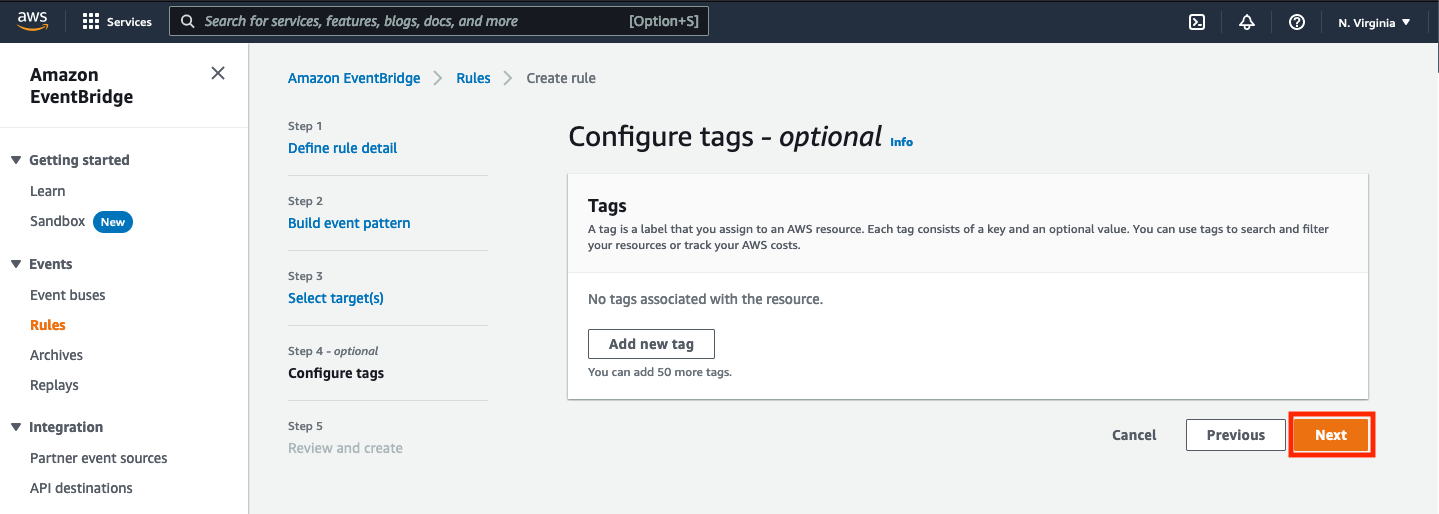 aws
Services
Search for services, features, blogs, docs, and more
[Option+S]
N. Virginia
Amazon
EventBridge
Getting started
Learn
Sandbox New
Events
Event buses
Rules
Archives
Replays
Integration
Partner event sources
API destinations
Amazon EventBridge
Rules
Create rule
Step 1
Define rule detail
Step 2
Build event pattern
Step 3
Select target(s)
Step 4 - optional
Configure tags
Step 5
Review and create
Configure tags - optional Info
Tags
A tag is a label that you assign to an AWS resource. Each tag consists of a key and an optional value. You can use tags to search and filter
your resources or track your AWS costs.
No tags associated with the resource.
Add new tag
You can add 50 more tags.
Cancel
Previous
Next